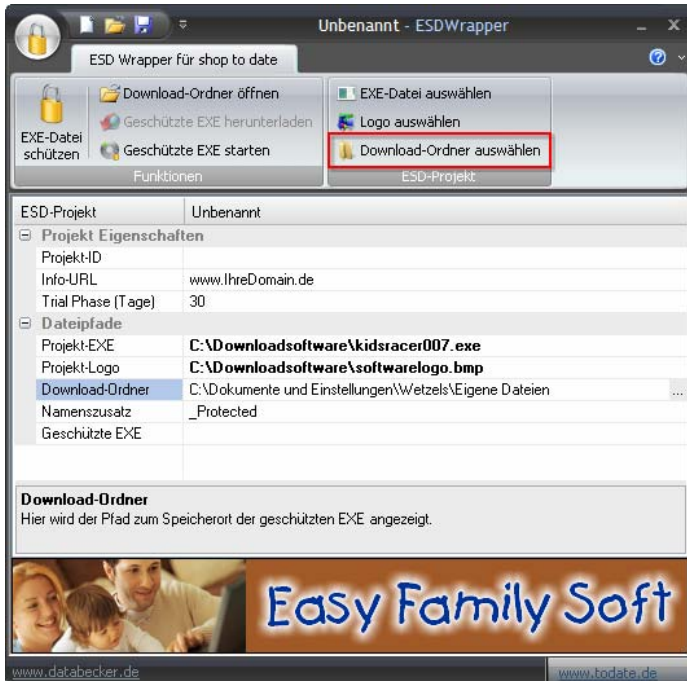 Unbenannt - ESDWrapper
ESD Wrapper für shop to date
EXE-Datei schützen
Download-Ordner öffnen
Geschützte EXE herunterladen
Geschützte EXE starten
Funktionen
EXE-Datei auswählen
Logo auswählen
Download-Ordner auswählen
ESD-Projekt
ESD-Projekt Unbenannt
Projekt Eigenschaften
Projekt-ID
Info-URL www.IhreDomain.de
Trial Phase (Tage) 30
Dateipfade
Projekt-EXE C:\Downloadsoftware\kidsracer007.exe
Projekt-Logo C:\Downloadsoftware\softwarelogo.bmp
Download-Ordner C:\Dokumente und Einstellungen\Wetzels\Eigene Dateien ...
Namenszusatz _Protected
Geschützte EXE
Download-Ordner
Hier wird der Pfad zum Speicherort der geschützten EXE angezeigt.
Easy Family Soft
www.databecker.de www.todate.de